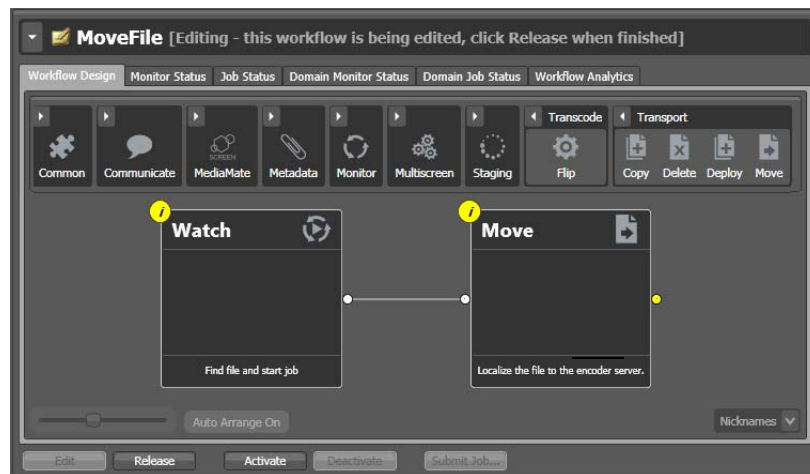 MoveFile [Editing - this workflow is being edited, click Release when finished]
Workflow Design Monitor Status Job Status Domain Monitor Status Domain Job Status Workflow Analytics
Transcode Transport
SCREEN
Common Communicate MediaMate Metadata Monitor Multiscreen Staging Flip Copy Delete Deploy Move
i i
Watch Move
Find file and start job Localize the file to the encoder server.
Auto Arrange On Nicknames
Edit Release Activate Deactivate Submit Job...